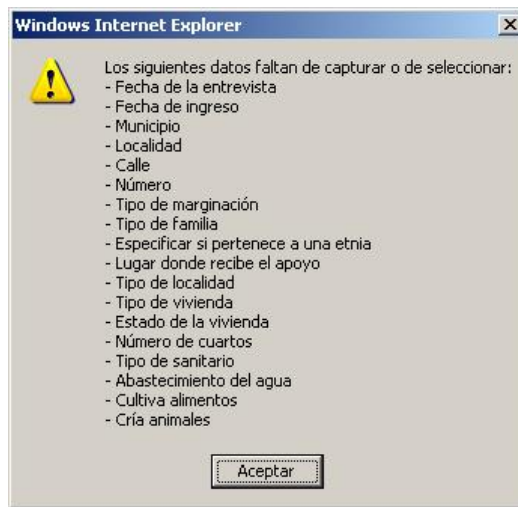 Windows Internet Explorer
Los siguientes datos faltan de capturar o de seleccionar:
- Fecha de la entrevista
- Fecha de ingreso
- Municipio
- Localidad
- Calle
- Número
- Tipo de marginación
- Tipo de familia
- Especificar si pertenece a una etnia
- Lugar donde recibe el apoyo
- Tipo de localidad
- Tipo de vivienda
- Estado de la vivienda
- Número de cuartos
- Tipo de sanitario
- Abastecimiento del agua
- Cultiva alimentos
- Cría animales
Aceptar